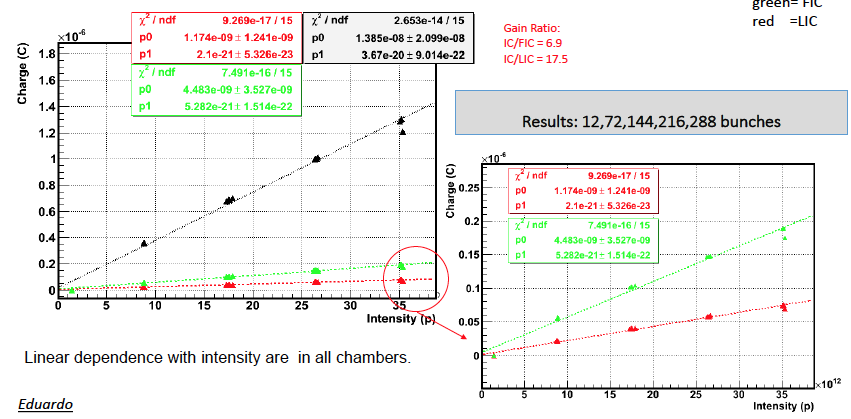 green= FIC
red =LIC
χ² / ndf 9.269e-17 / 15
p0 1.174e-09 ± 1.241e-09
p1 2.1e-21 ± 5.326e-23
χ² / ndf 2.653e-14 / 15
p0 1.385e-08 ± 2.099e-08
p1 3.67e-20 ± 9.014e-22
χ² / ndf 7.491e-16 / 15
p0 4.483e-09 ± 3.527e-09
p1 5.282e-21 ± 1.514e-22
Gain Ratio:
IC/FIC = 6.9
IC/LIC = 17.5
×10⁻⁶
Charge (C)
1.8
1.6
1.4
1.2
1
0.8
0.6
0.4
0.2
0
0 5 10 15 20 25 30 35
Intensity (p)
Results: 12,72,144,216,288 bunches
×10⁻⁶
Charge (C)
χ² / ndf 9.269e-17 / 15
p0 1.174e-09 ± 1.241e-09
p1 2.1e-21 ± 5.326e-23
χ² / ndf 7.491e-16 / 15
p0 4.483e-09 ± 3.527e-09
p1 5.282e-21 ± 1.514e-22
0.25
0.2
0.15
0.1
0.05
0
0 5 10 15 20 25 30 35
×10¹²
Intensity (p)
Linear dependence with intensity are in all chambers.
Eduardo